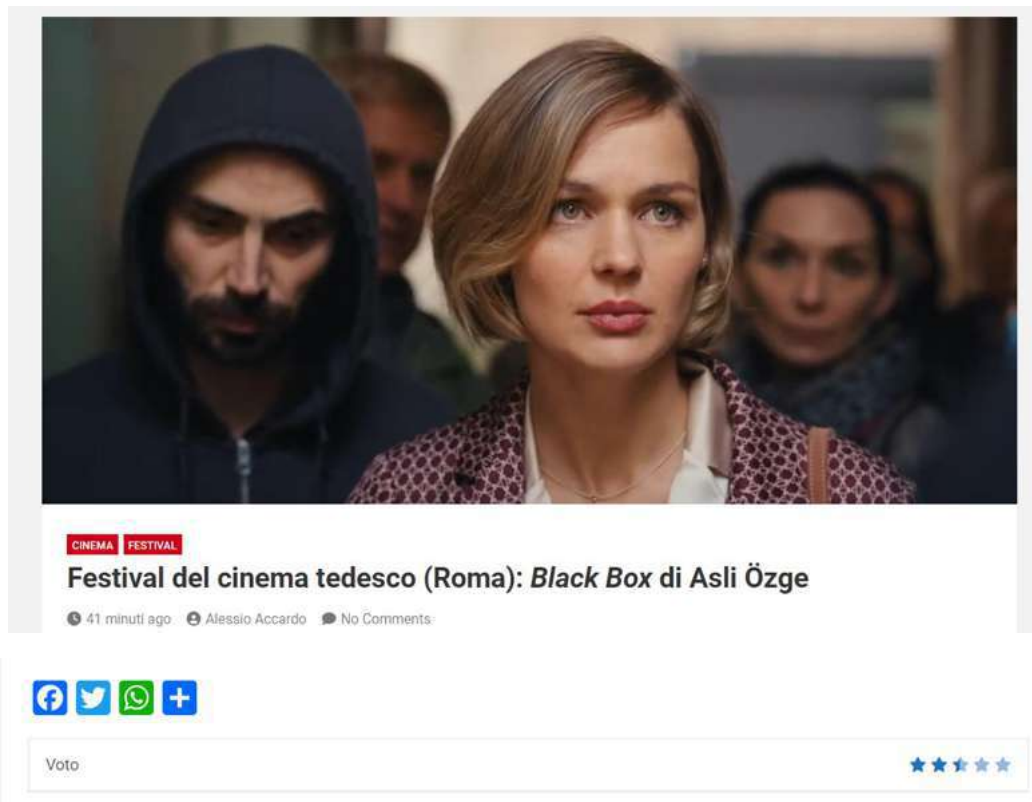 CINEMA FESTIVAL
Festival del cinema tedesco (Roma): Black Box di Asli Özge
41 minuti ago Alessio Accardo No Comments
Voto